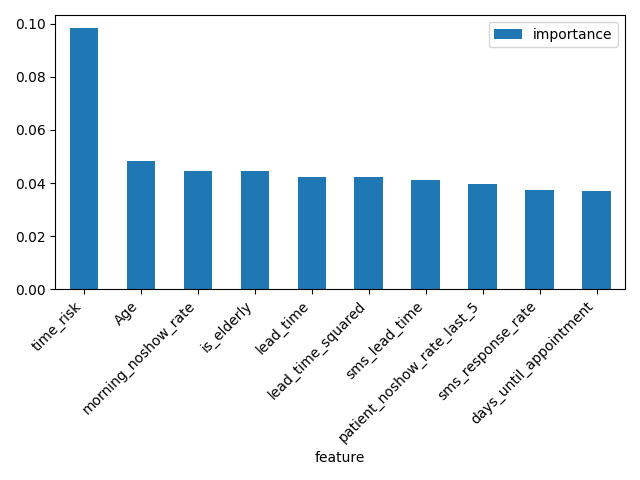 importance
0.10
0.08
0.06
0.04
0.02
0.00
time_risk
Age
morning_noshow_rate
is_elderly
lead_time
lead_time_squared
sms_lead_time
patient_noshow_rate_last_5
sms_response_rate
days_until_appointment
feature